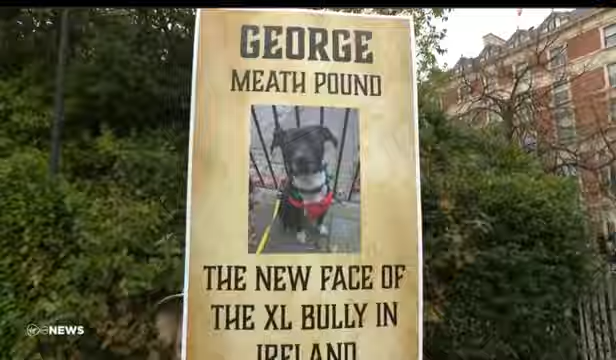 GEORGE
MEATH POUND
THE NEW FACE OF
THE XL BULLY IN
IRELAND
NEWS